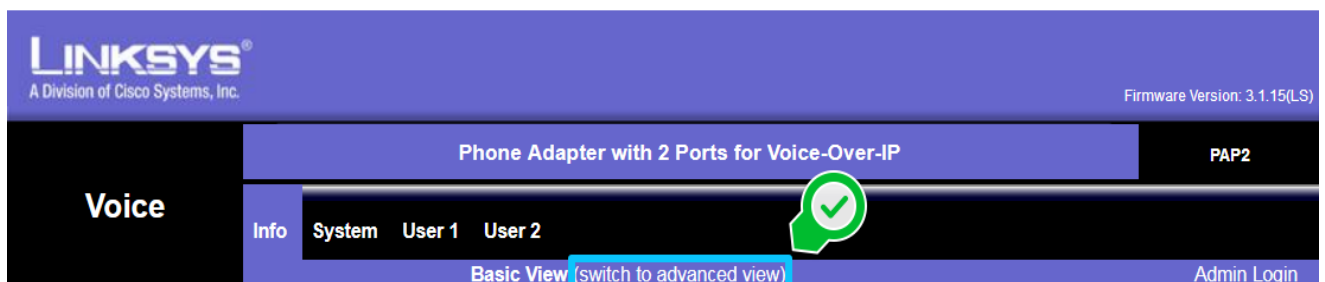 LINKSYS®
A Division of Cisco Systems, Inc.
Firmware Version: 3.1.15(LS)
Phone Adapter with 2 Ports for Voice-Over-IP
PAP2
Voice
Info System User 1 User 2
Basic View (switch to advanced view)
Admin Login